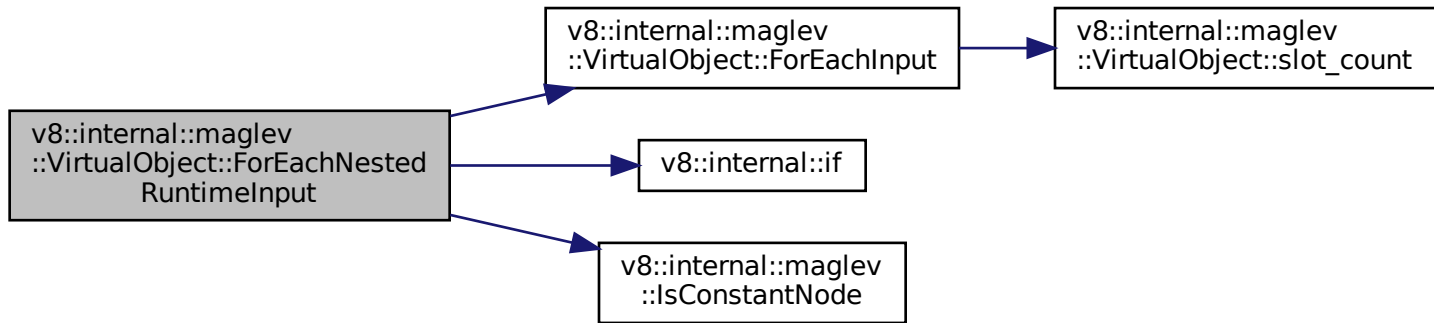 v8::internal::maglev
::VirtualObject::ForEachNested
RuntimeInput
v8::internal::maglev
::VirtualObject::ForEachInput
v8::internal::maglev
::VirtualObject::slot_count
v8::internal::if
v8::internal::maglev
::IsConstantNode